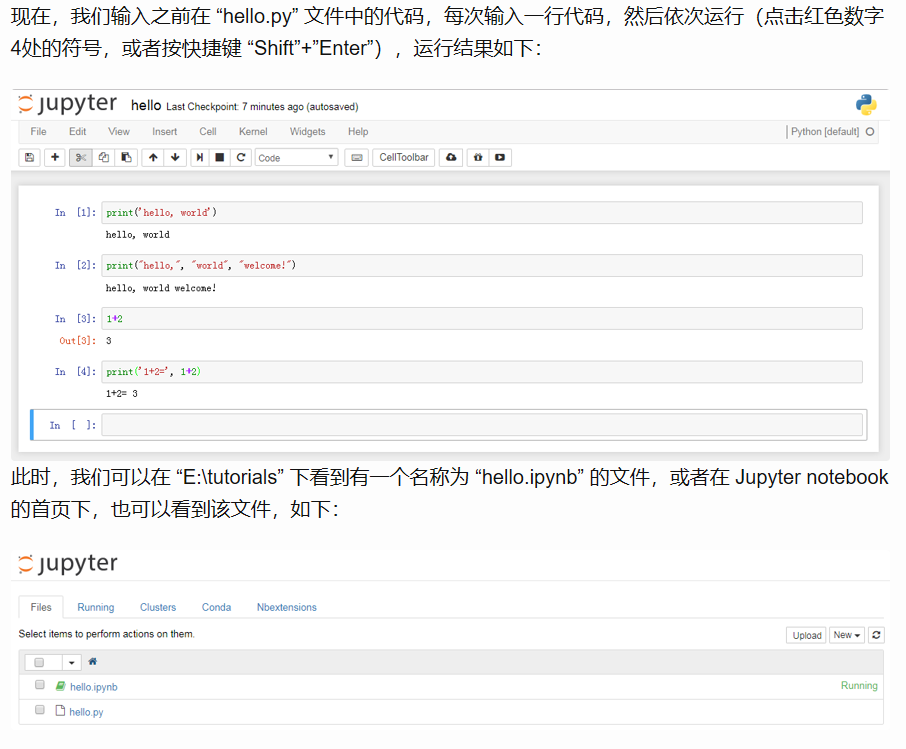 现在，我们输入之前在 “hello.py” 文件中的代码，每次输入一行代码，然后依次运行（点击红色数字
4处的符号，或者按快捷键 “Shift”+”Enter”），运行结果如下：
jupyter hello Last Checkpoint: 7 minutes ago (autosaved)
File Edit View Insert Cell Kernel Widgets Help Python [default]
Code CellToolbar
In [1]: print('hello, world')
hello, world
In [2]: print("hello,", "world", "welcome!")
hello, world welcome!
In [3]: 1+2
Out[3]: 3
In [4]: print('1+2=', 1+2)
1+2= 3
In [ ]:
此时，我们可以在 “E:\tutorials” 下看到有一个名称为 “hello.ipynb” 的文件，或者在 Jupyter notebook
的首页下，也可以看到该文件，如下：
jupyter
Files Running Clusters Conda Nbextensions
Select items to perform actions on them. Upload New
hello.ipynb Running
hello.py